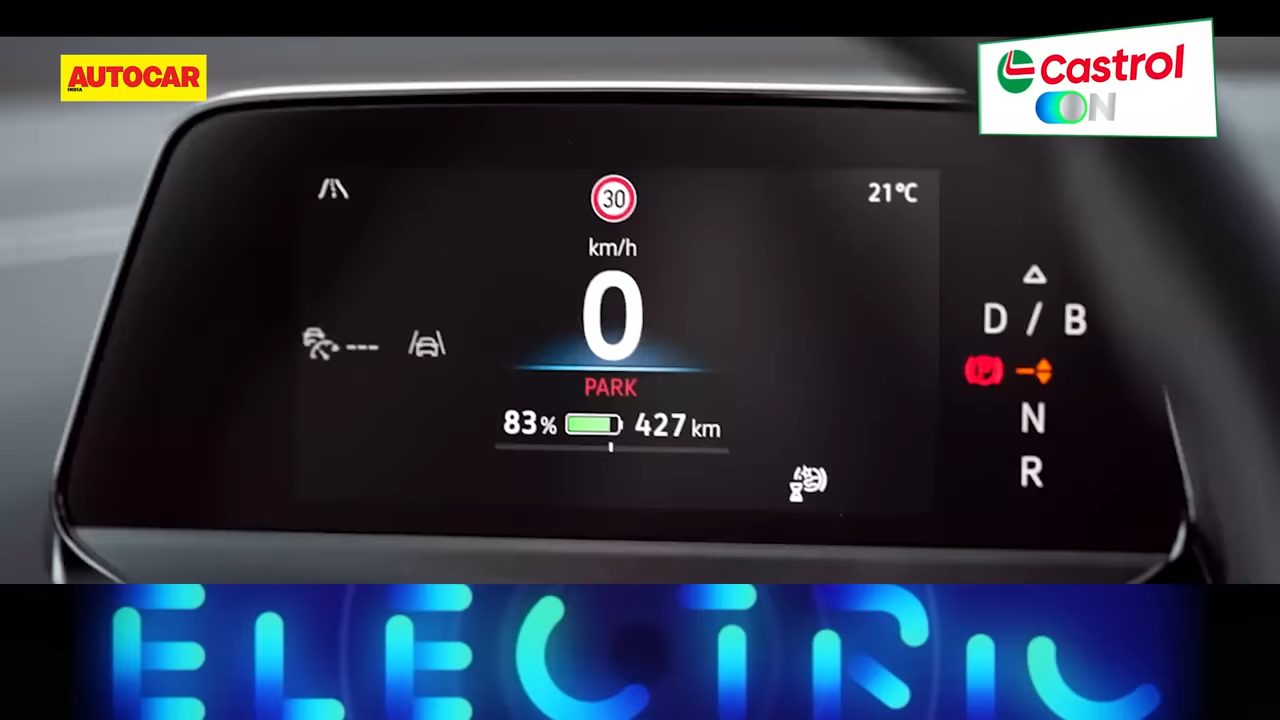 AUTOCAR
INDIA
Castrol
ON
30
21°C
km/h
0
D / B
PARK
P
N
83% 427 km
R
ELECTRIC